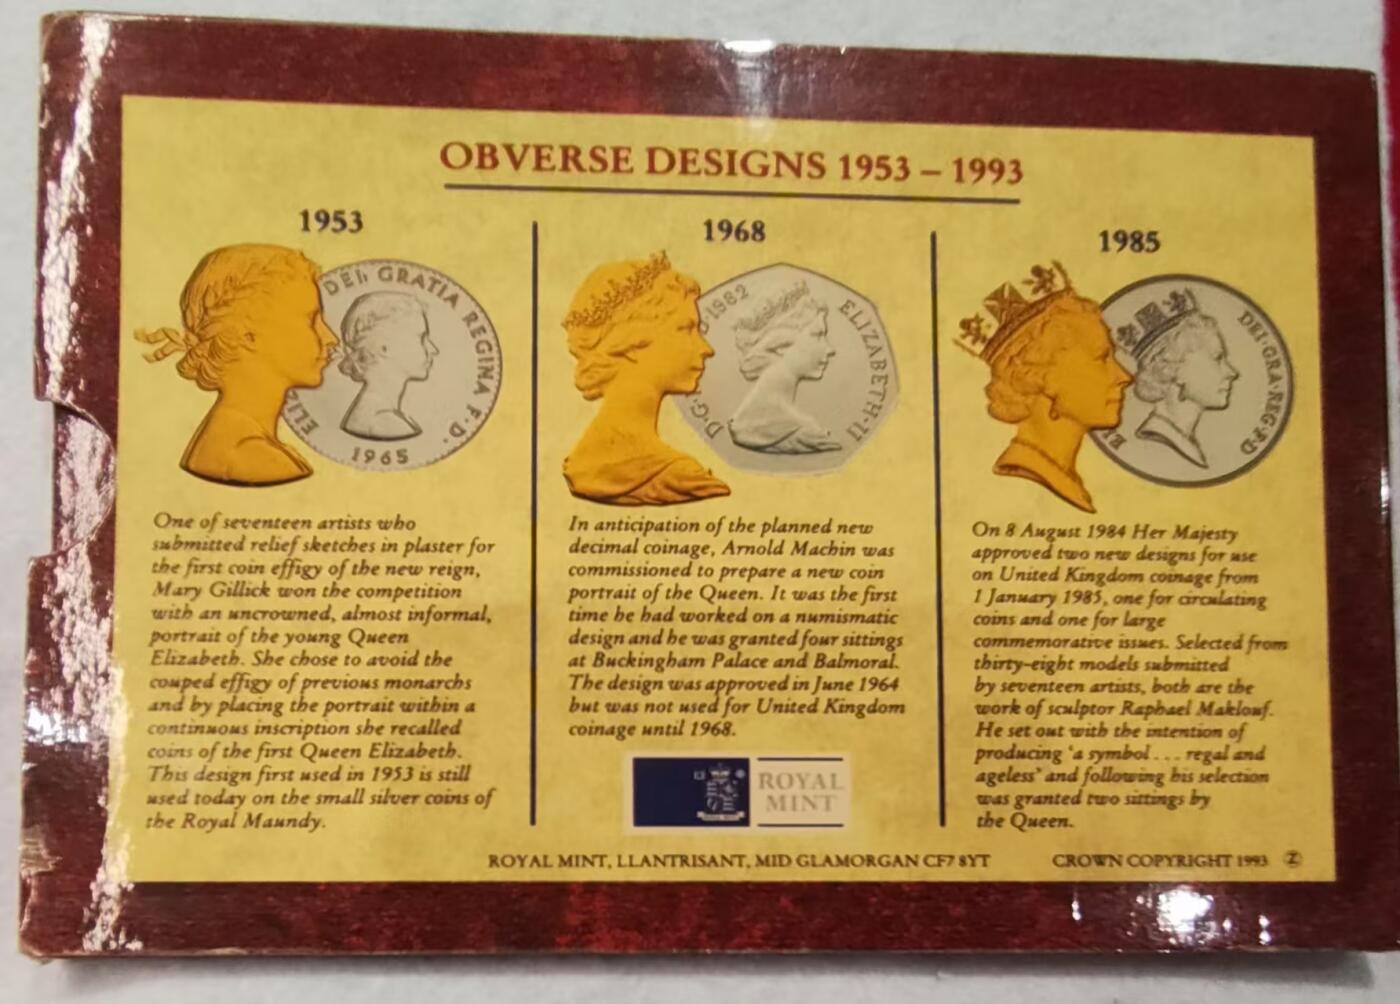 OBVERSE DESIGNS 1953 – 1993
1953
DEI GRATIA REGINA F.D.
ELIZ
1965
One of seventeen artists who
submitted relief sketches in plaster for
the first coin effigy of the new reign,
Mary Gillick won the competition
with an uncrowned, almost informal,
portrait of the young Queen
Elizabeth. She chose to avoid the
couped effigy of previous monarchs
and by placing the portrait within a
continuous inscription she recalled
coins of the first Queen Elizabeth.
This design first used in 1953 is still
used today on the small silver coins of
the Royal Maundy.
1968
D·G·
D·1982
ELIZABETH·II
In anticipation of the planned new
decimal coinage, Arnold Machin was
commissioned to prepare a new coin
portrait of the Queen. It was the first
time he had worked on a numismatic
design and he was granted four sittings
at Buckingham Palace and Balmoral.
The design was approved in June 1964
but was not used for United Kingdom
coinage until 1968.
ROYAL
MINT
1985
DEI·GRA·REG·F·D
On 8 August 1984 Her Majesty
approved two new designs for use
on United Kingdom coinage from
1 January 1985, one for circulating
coins and one for large
commemorative issues. Selected from
thirty-eight models submitted
by seventeen artists, both are the
work of sculptor Raphael Maklouf.
He set out with the intention of
producing ‘a symbol . . . regal and
ageless’ and following his selection
was granted two sittings by
the Queen.
ROYAL MINT, LLANTRISANT, MID GLAMORGAN CF7 8YT
CROWN COPYRIGHT 1993 Z